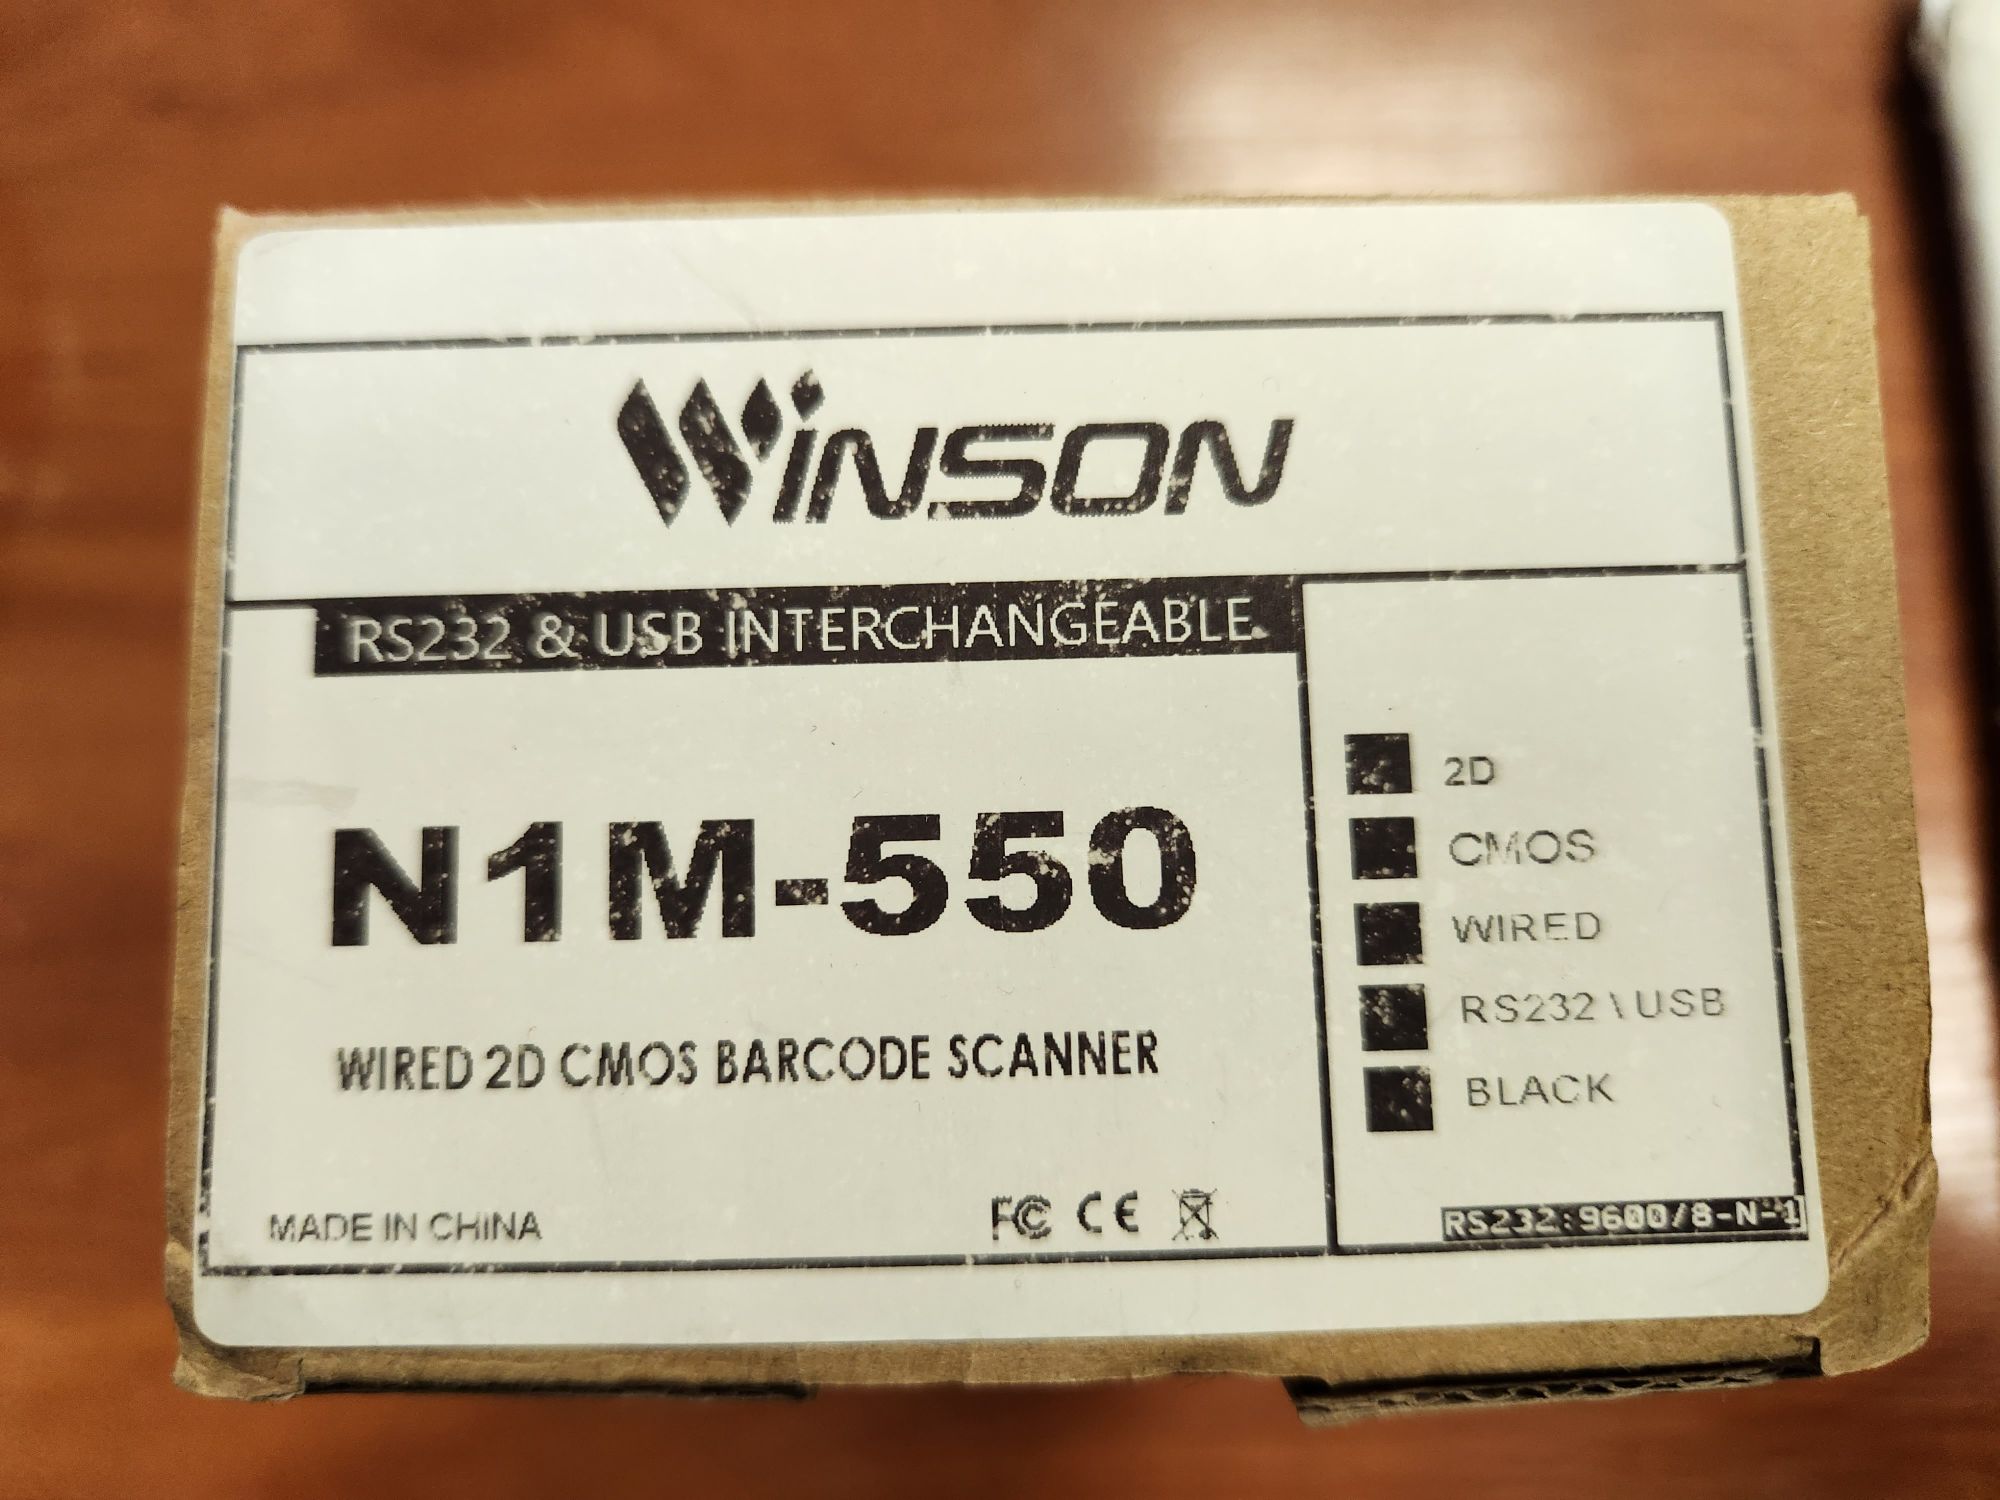 WINSON
RS232 & USB INTERCHANGEABLE
N1M-550
WIRED 2D CMOS BARCODE SCANNER
MADE IN CHINA
FC CE
2D
CMOS
WIRED
RS232 \ USB
BLACK
RS232:9600/8-N-1